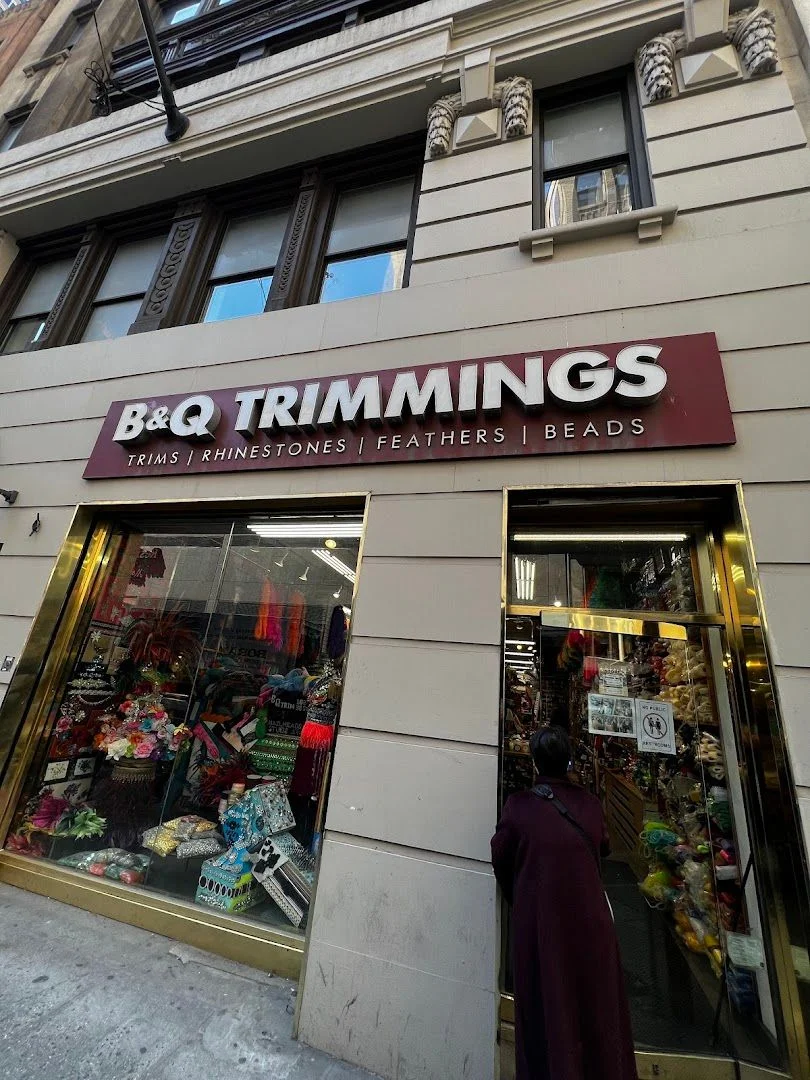 B&Q TRIMMINGS
TRIMS | RHINESTONES | FEATHERS | BEADS
NO PUBLIC
RESTROOMS